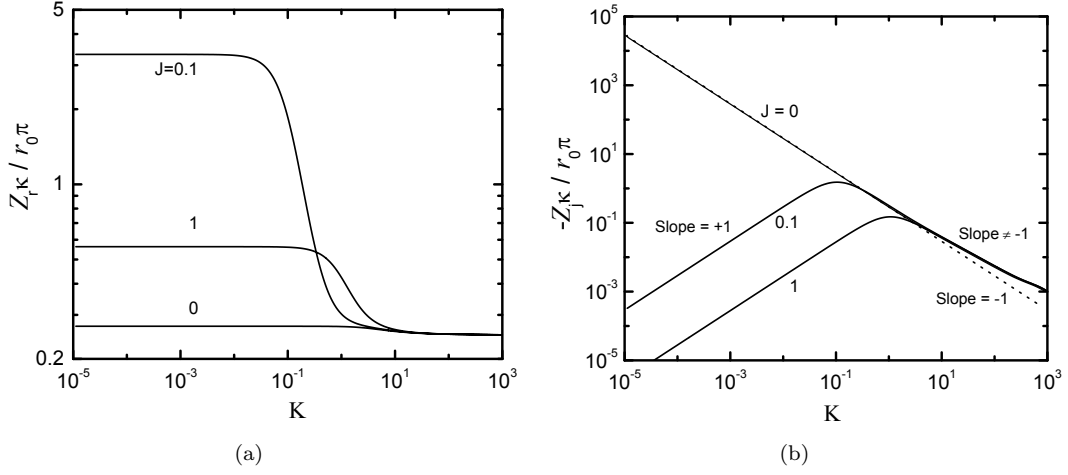 5
1
0.2
Z_r κ / r_0 π
J=0.1
1
0
10^-5 10^-3 10^-1 10^1 10^3
K
(a)
10^5
10^3
10^1
10^-1
10^-3
10^-5
-Z_j κ / r_0 π
J = 0
Slope = +1
0.1
1
Slope ≠ -1
Slope = -1
10^-5 10^-3 10^-1 10^1 10^3
K
(b)